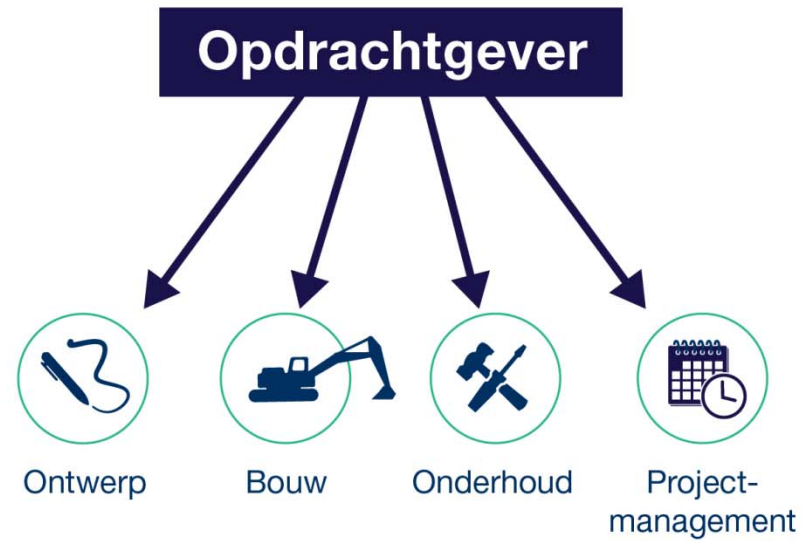 Opdrachtgever
Ontwerp
Bouw
Onderhoud
Project-
management